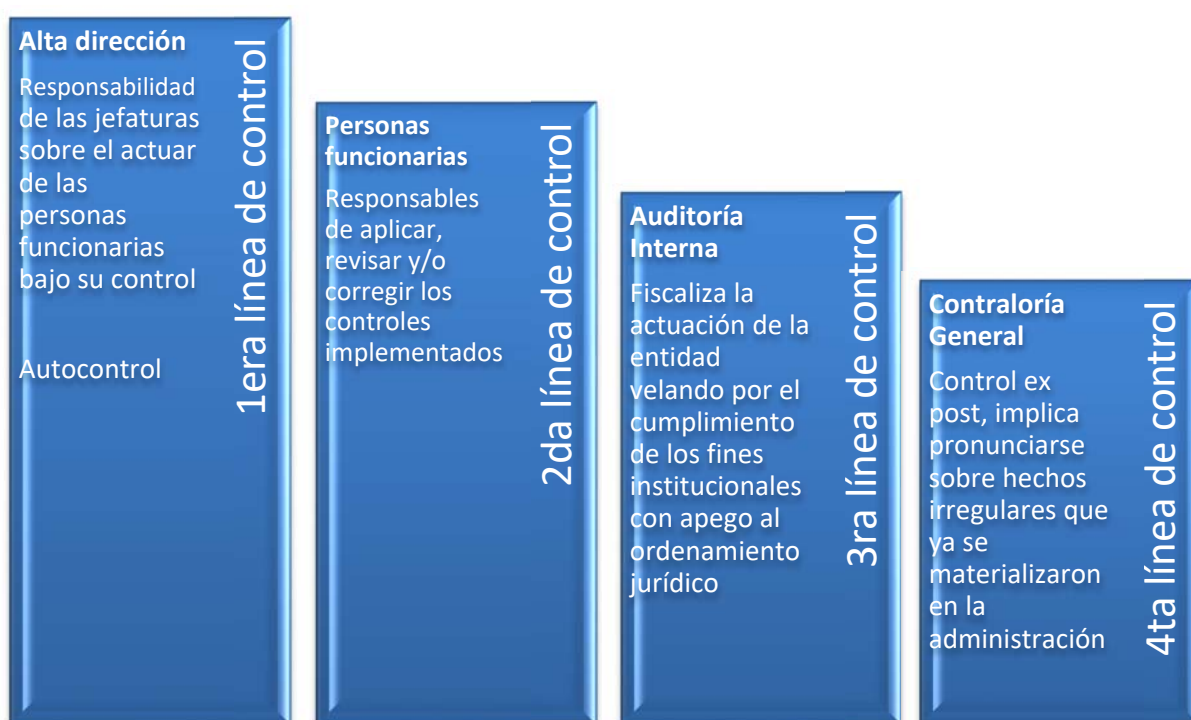 Alta dirección
Responsabilidad
de las jefaturas
sobre el actuar
de las
personas
funcionarias
bajo su control
Autocontrol
1era línea de control
Personas
funcionarias
Responsables
de aplicar,
revisar y/o
corregir los
controles
implementados
2da línea de control
Auditoría
Interna
Fiscaliza la
actuación de la
entidad
velando por el
cumplimiento
de los fines
institucionales
con apego al
ordenamiento
jurídico
3ra línea de control
Contraloría
General
Control ex
post, implica
pronunciarse
sobre hechos
irregulares que
ya se
materializaron
en la
administración
4ta línea de control